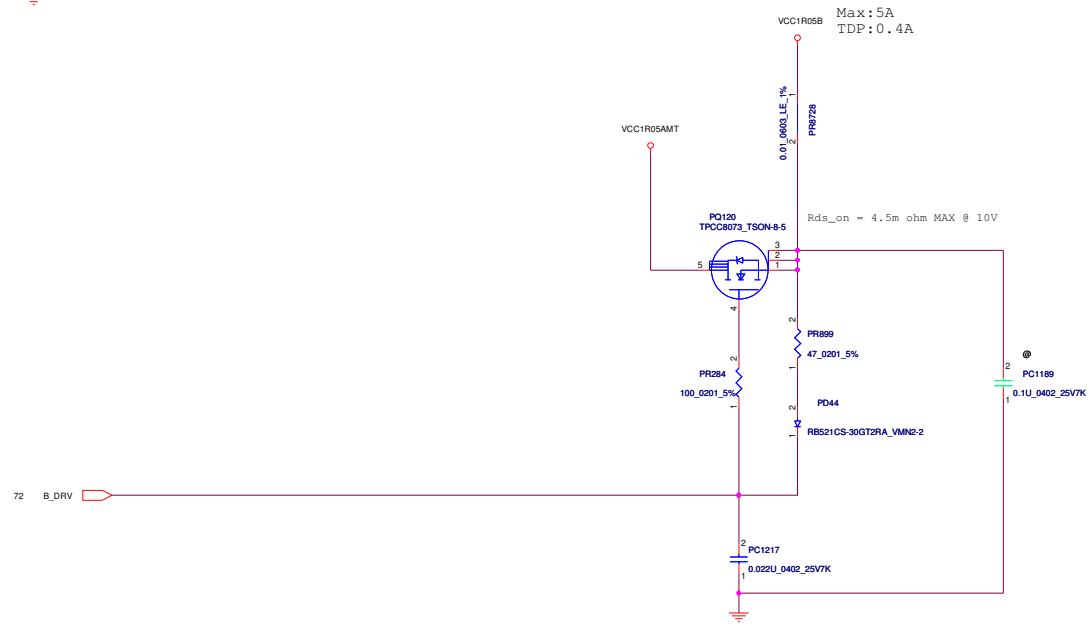 Max:5A
TDP:0.4A
VCC1R05B
1
0.01_0603_LE_1%
PR8728
2
VCC1R05AMT
PQ120
TPCC8073_TSON-8-5
Rds_on = 4.5m ohm MAX @ 10V
3
2
1
5
4
2
PR899
47_0201_5%
1
2
PR284
100_0201_5%
1
@
2
PC1189
0.1U_0402_25V7K
1
2
PD44
RB521CS-30GT2RA_VMN2-2
1
72 B_DRV
2
PC1217
0.022U_0402_25V7K
1